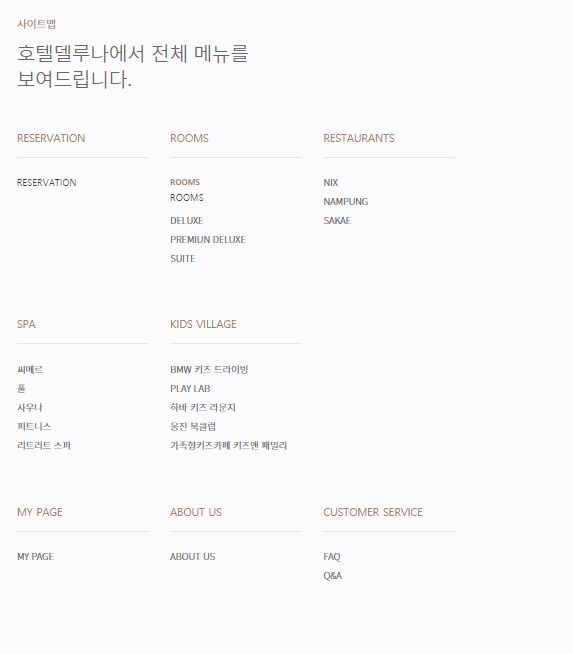 사이트맵
호텔델루나에서 전체 메뉴를
보여드립니다.
RESERVATION
RESERVATION
ROOMS
ROOMS
ROOMS
DELUXE
PREMIUN DELUXE
SUITE
RESTAURANTS
NIX
NAMPUNG
SAKAE
SPA
씨메르
풀
사우나
피트니스
리트리트 스파
KIDS VILLAGE
BMW 키즈 드라이빙
PLAY LAB
하바 키즈 라운지
웅진 북클럽
가족형키즈카페 키즈앤 패밀리
MY PAGE
MY PAGE
ABOUT US
ABOUT US
CUSTOMER SERVICE
FAQ
Q&A